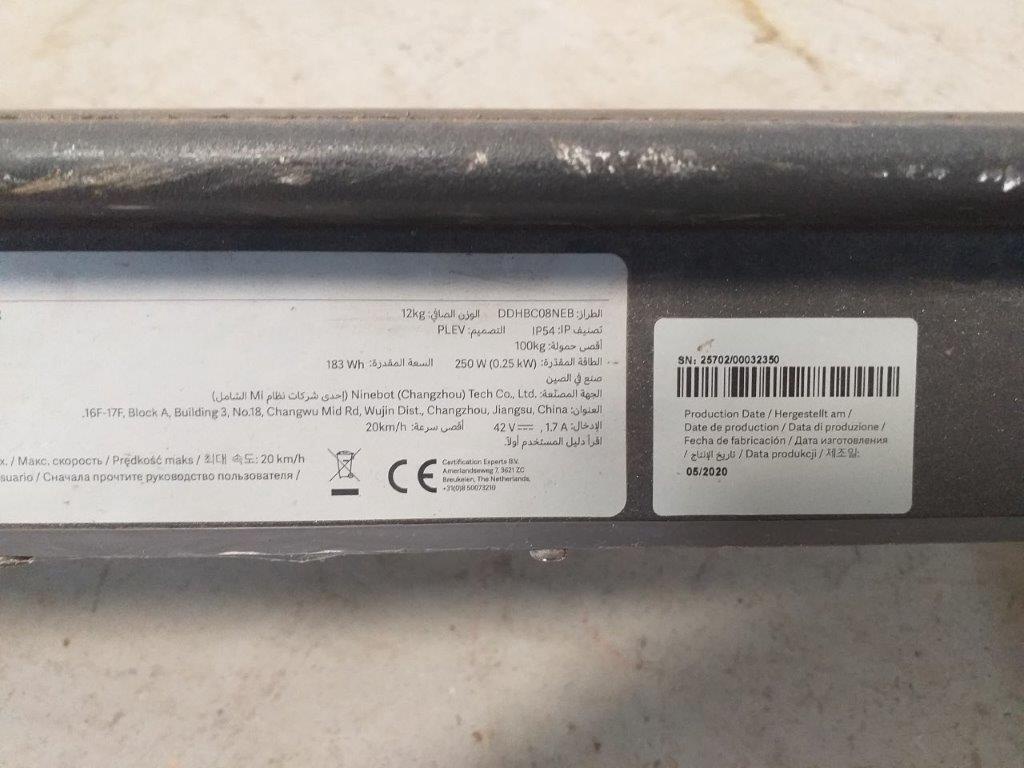 الطراز: DDHBC08NEB الوزن الصافي: 12kg
تصنيف IP: IP54 التصميم: PLEV
أقصى حمولة: 100kg
الطاقة المقدّرة: 250 W (0.25 kW) السعة المقدرة: 183 Wh
صنع في الصين
الجهة المصنّعة: Ninebot (Changzhou) Tech Co., Ltd. (إحدى شركات نظام Mi الشامل)
العنوان: 16F-17F, Block A, Building 3, No.18, Changwu Mid Rd, Wujin Dist., Changzhou, Jiangsu, China.
الإدخال: 42 V⎓, 1.7 A أقصى سرعة: 20km/h
اقرأ دليل المستخدم أولاً.
x. / Макс. скорость / Prędkość maks / 최대 속도: 20 km/h
suario / Сначала прочтите руководство пользователя /
CE
Certification Experts B.V.
Amerlandseweg 7, 3621 ZC
Breukelen, The Netherlands,
+31(0)8 50073210
SN: 25702/00032350
Production Date / Hergestellt am /
Date de production / Data di produzione /
Fecha de fabricación / Дата изготовления
/ تاريخ الإنتاج / Data produkcji / 제조일:
05/2020